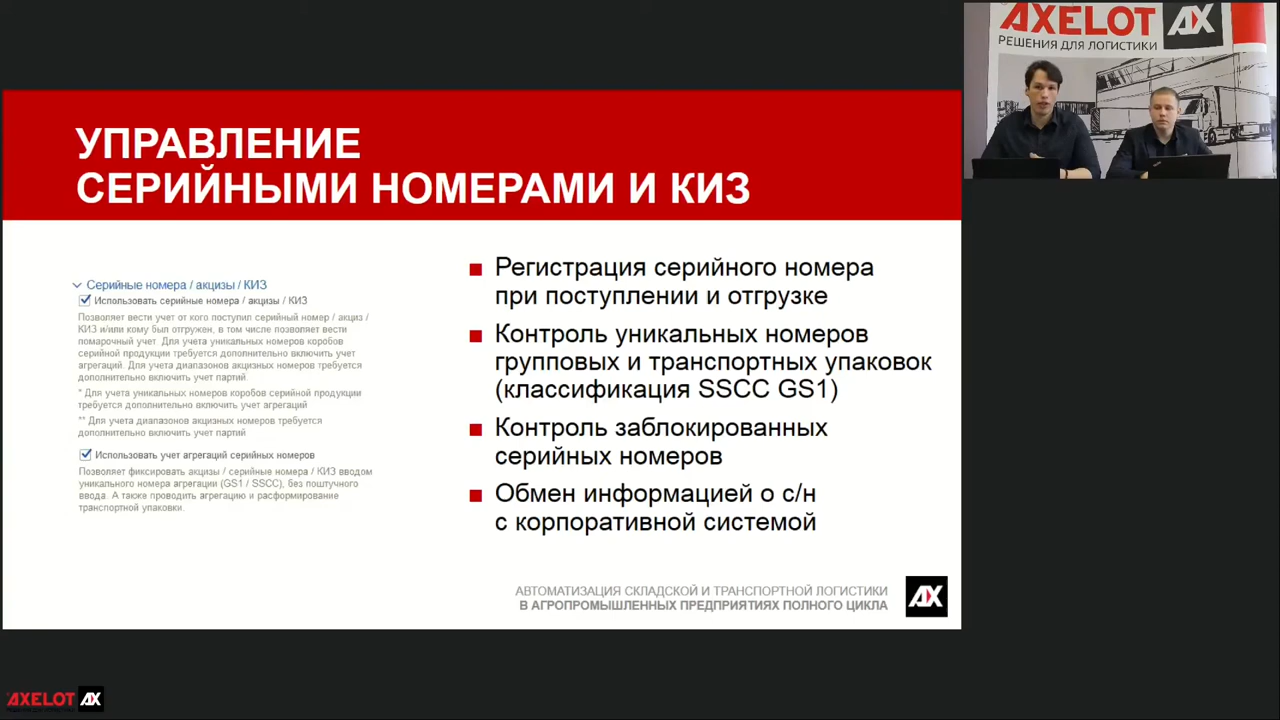 AXELOT
РЕШЕНИЯ ДЛЯ ЛОГИСТИКИ
УПРАВЛЕНИЕ
СЕРИЙНЫМИ НОМЕРАМИ И КИЗ
Серийные номера / акцизы / КИЗ
Использовать серийные номера / акцизы / КИЗ
Позволяет вести учет от кого поступил серийный номер / акциз /
КИЗ и/или кому был отгружен, в том числе позволяет вести
помарочный учет. Для учета уникальных номеров коробов
серийной продукции требуется дополнительно включить учет
агрегаций. Для учета диапазонов акцизных номеров требуется
дополнительно включить учет партий.
* Для учета уникальных номеров коробов серийной продукции
требуется дополнительно включить учет агрегаций
** Для учета диапазонов акцизных номеров требуется
дополнительно включить учет партий
Использовать учет агрегаций серийных номеров
Позволяет фиксировать акцизы / серийные номера / КИЗ вводом
уникального номера агрегации (GS1 / SSCC), без поштучного
ввода. А также проводить агрегацию и расформирование
транспортной упаковки.
Регистрация серийного номера
при поступлении и отгрузке
Контроль уникальных номеров
групповых и транспортных упаковок
(классификация SSCC GS1)
Контроль заблокированных
серийных номеров
Обмен информацией о с/н
с корпоративной системой
АВТОМАТИЗАЦИЯ СКЛАДСКОЙ И ТРАНСПОРТНОЙ ЛОГИСТИКИ
В АГРОПРОМЫШЛЕННЫХ ПРЕДПРИЯТИЯХ ПОЛНОГО ЦИКЛА
AXELOT